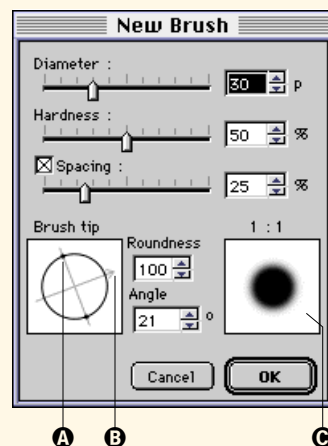 New Brush
Diameter :
30 p
Hardness :
50 %
Spacing :
25 %
Brush tip
1 : 1
Roundness
100
Angle
21 °
Cancel
OK
A B C